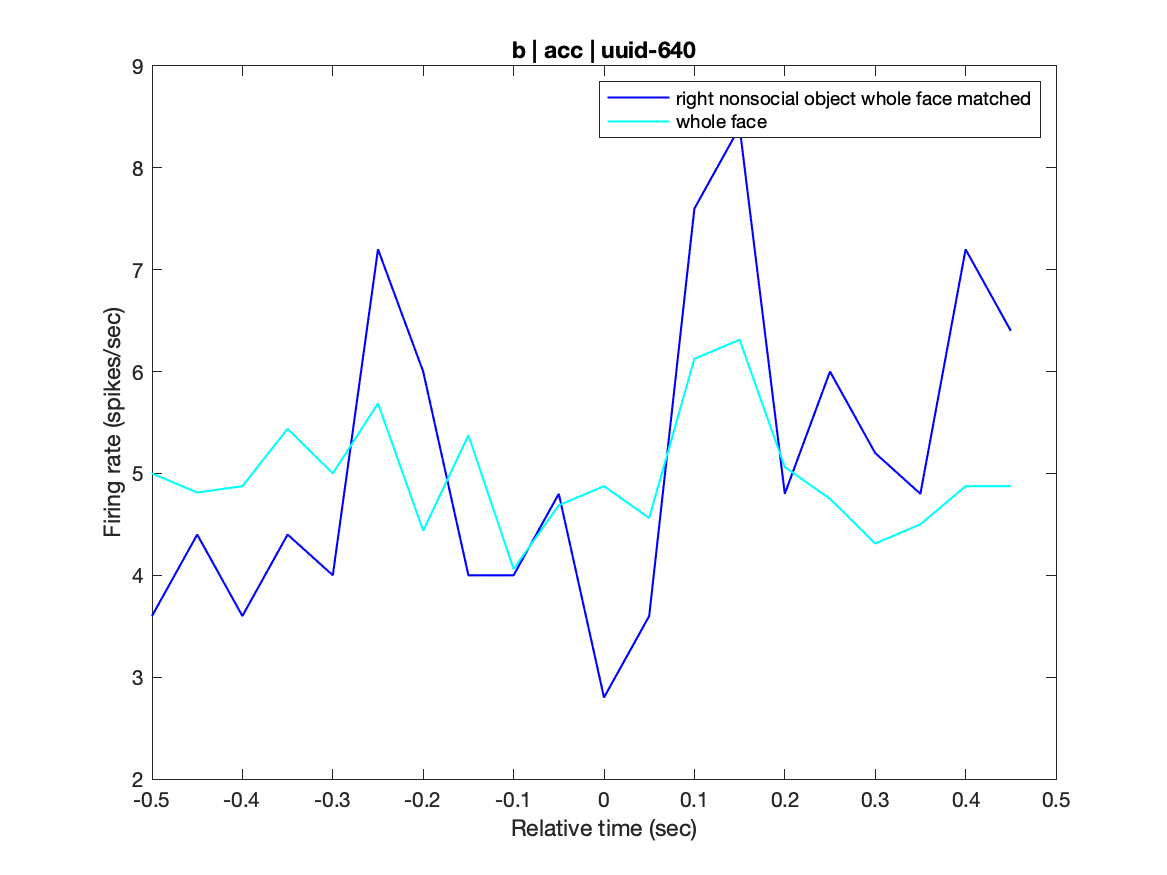 b | acc | uuid-640
9
right nonsocial object whole face matched
whole face
8
7
6
5
4
3
2
Firing rate (spikes/sec)
-0.5 -0.4 -0.3 -0.2 -0.1 0 0.1 0.2 0.3 0.4 0.5
Relative time (sec)